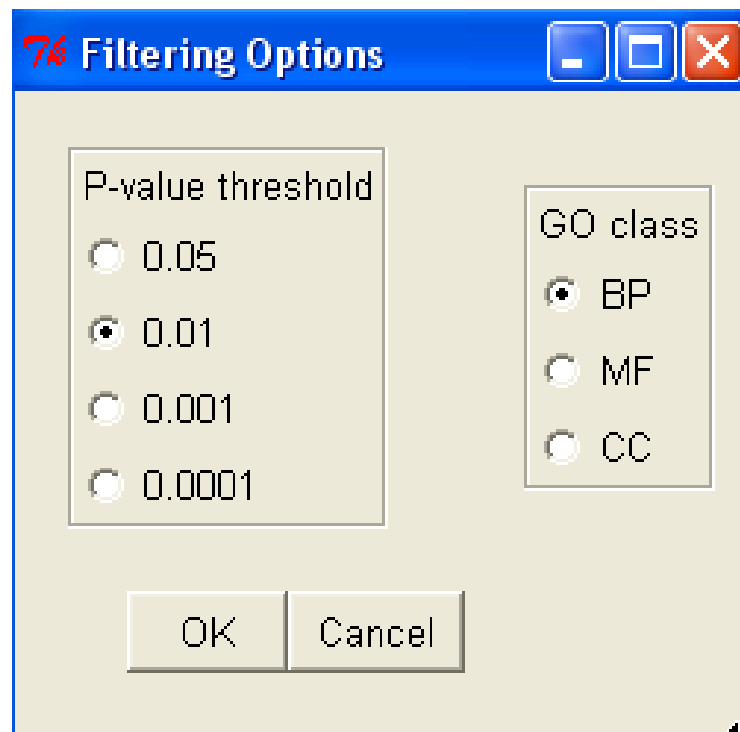 Filtering Options
P-value threshold
0.05
0.01
0.001
0.0001
GO class
BP
MF
CC
OK
Cancel